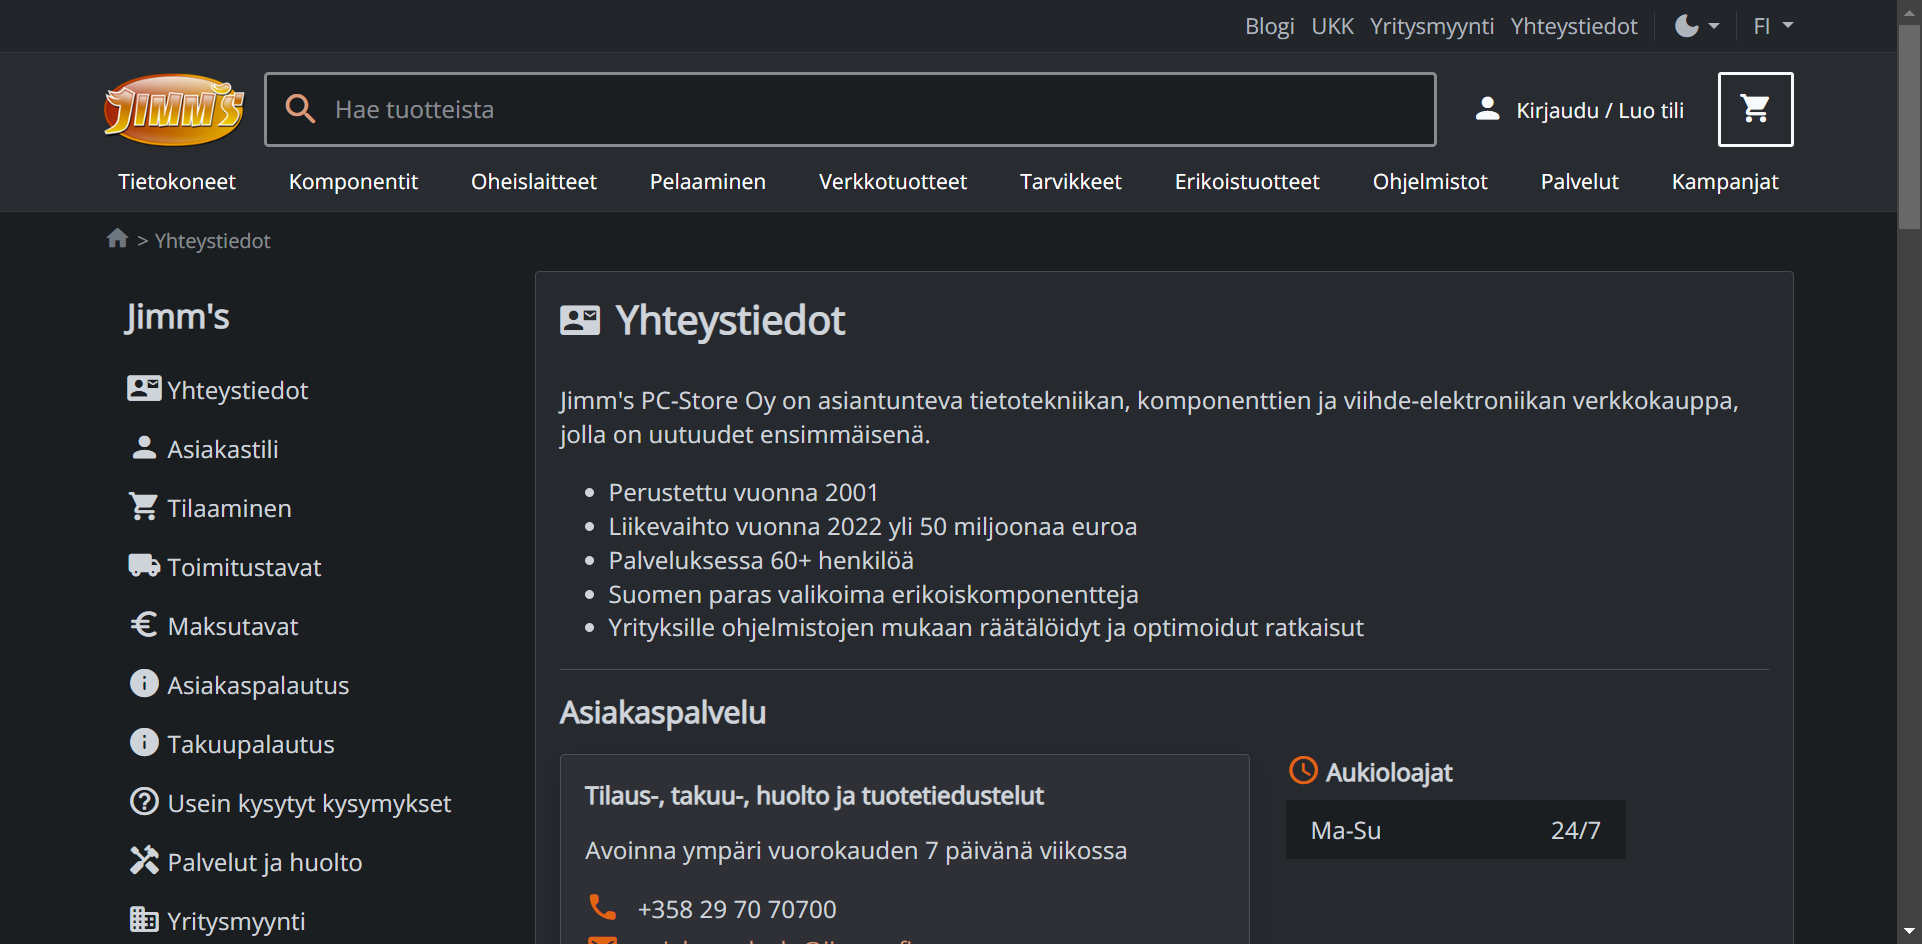 Blogi UKK Yritysmyynti Yhteystiedot FI
JIMM'S
Hae tuotteista
Kirjaudu / Luo tili
Tietokoneet Komponentit Oheislaitteet Pelaaminen Verkkotuotteet Tarvikkeet Erikoistuotteet Ohjelmistot Palvelut Kampanjat
> Yhteystiedot
Jimm's
Yhteystiedot
Asiakastili
Tilaaminen
Toimitustavat
Maksutavat
Asiakaspalautus
Takuupalautus
Usein kysytyt kysymykset
Palvelut ja huolto
Yritysmyynti
Yhteystiedot
Jimm's PC-Store Oy on asiantunteva tietotekniikan, komponenttien ja viihde-elektroniikan verkkokauppa,
jolla on uutuudet ensimmäisenä.
Perustettu vuonna 2001
Liikevaihto vuonna 2022 yli 50 miljoonaa euroa
Palveluksessa 60+ henkilöä
Suomen paras valikoima erikoiskomponentteja
Yrityksille ohjelmistojen mukaan räätälöidyt ja optimoidut ratkaisut
Asiakaspalvelu
Tilaus-, takuu-, huolto ja tuotetiedustelut
Avoinna ympäri vuorokauden 7 päivänä viikossa
+358 29 70 70700
Aukioloajat
Ma-Su 24/7